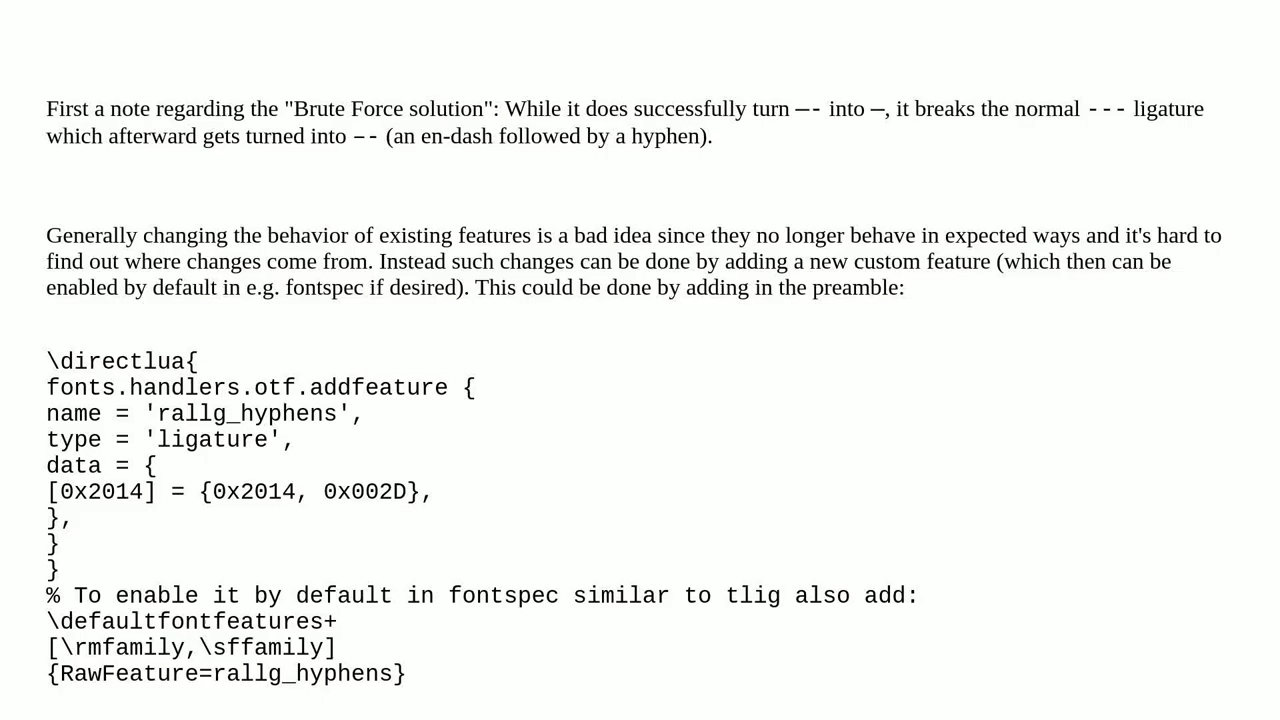 First a note regarding the "Brute Force solution": While it does successfully turn —- into —, it breaks the normal --- ligature
which afterward gets turned into –- (an en-dash followed by a hyphen).
Generally changing the behavior of existing features is a bad idea since they no longer behave in expected ways and it's hard to
find out where changes come from. Instead such changes can be done by adding a new custom feature (which then can be
enabled by default in e.g. fontspec if desired). This could be done by adding in the preamble:
\directlua{
fonts.handlers.otf.addfeature {
name = 'rallg_hyphens',
type = 'ligature',
data = {
[0x2014] = {0x2014, 0x002D},
},
}
}
% To enable it by default in fontspec similar to tlig also add:
\defaultfontfeatures+
[\rmfamily,\sffamily]
{RawFeature=rallg_hyphens}